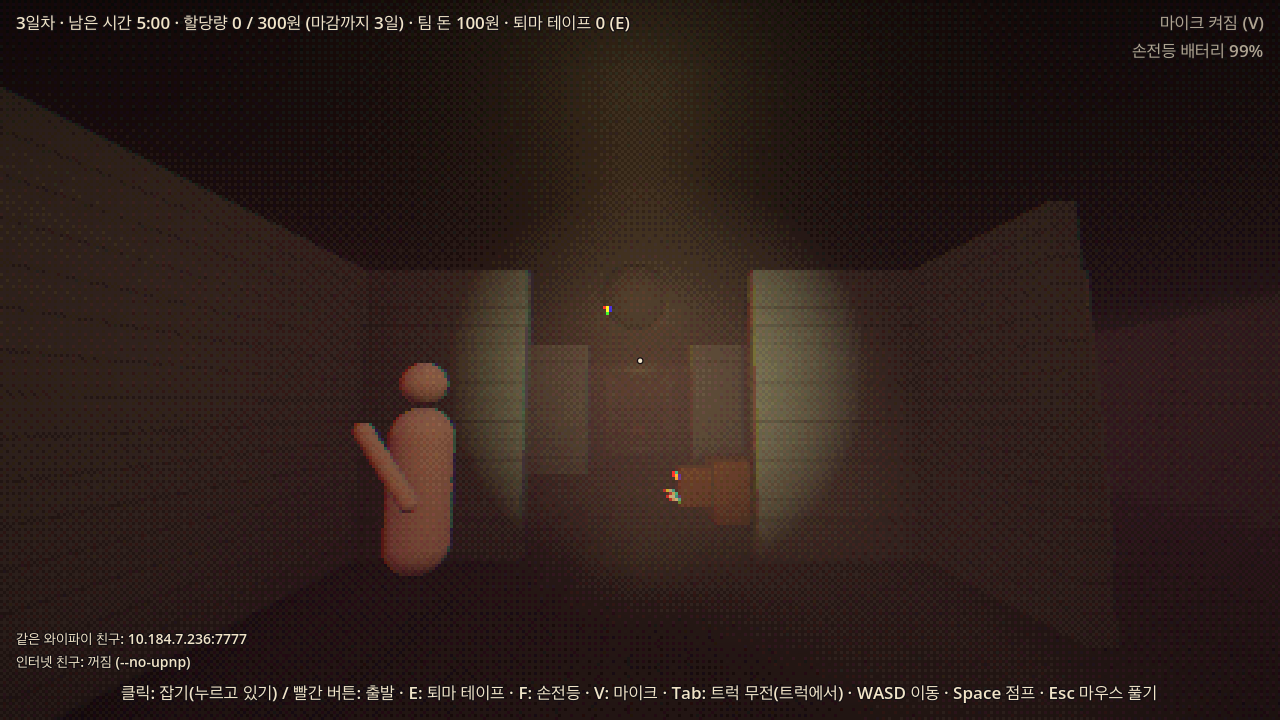 3일차 · 남은 시간 5:00 · 할당량 0 / 300원 (마감까지 3일) · 팀 돈 100원 · 퇴마 테이프 0 (E)
마이크 켜짐 (V)
손전등 배터리 99%
같은 와이파이 친구: 10.184.7.236:7777
인터넷 친구: 꺼짐 (--no-upnp)
클릭: 잡기(누르고 있기) / 빨간 버튼: 출발 · E: 퇴마 테이프 · F: 손전등 · V: 마이크 · Tab: 트럭 무전(트럭에서) · WASD 이동 · Space 점프 · Esc 마우스 풀기